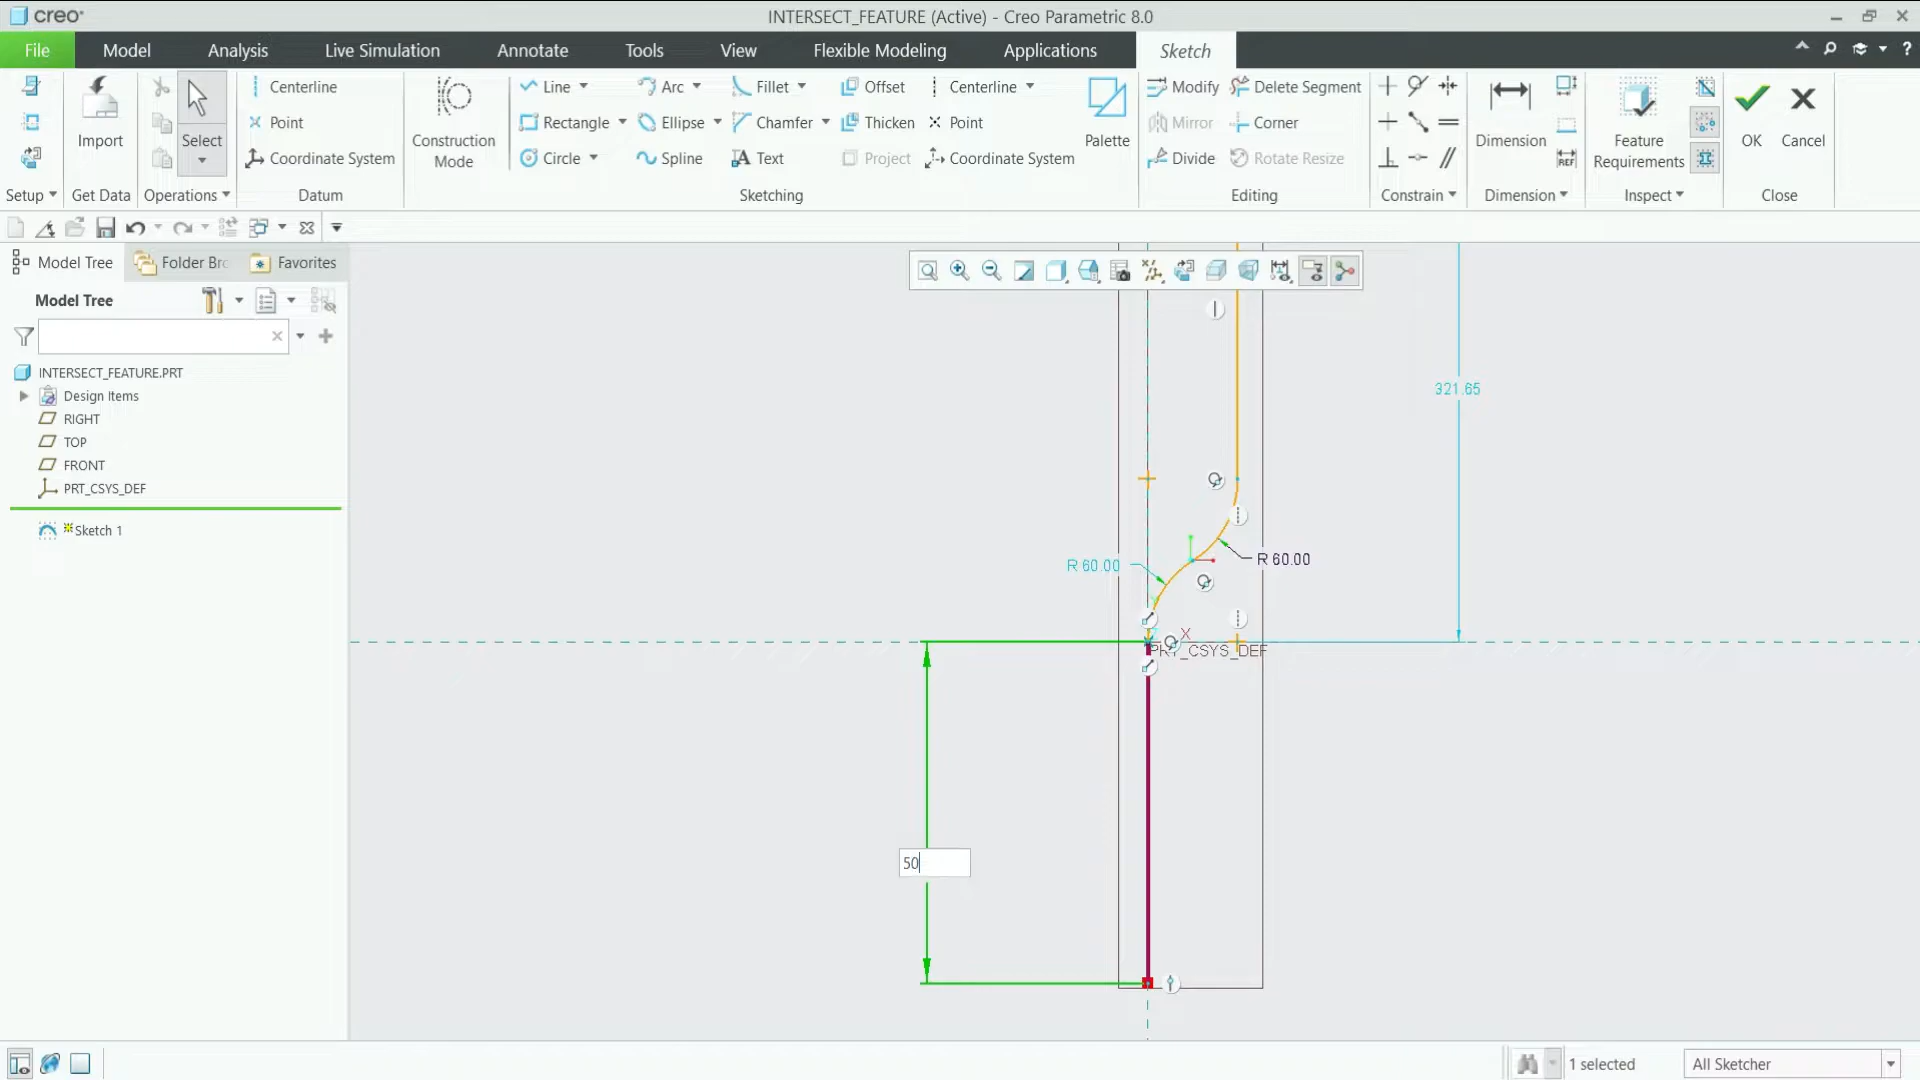 creo
INTERSECT_FEATURE (Active) - Creo Parametric 8.0
File Model Analysis Live Simulation Annotate Tools View Flexible Modeling Applications Sketch
Centerline Line Arc Fillet Offset Centerline Modify Delete Segment
Import Select Point Construction Mode Rectangle Ellipse Chamfer Thicken Point Palette Mirror Corner Dimension Feature Requirements OK Cancel
Coordinate System Circle Spline Text Project Coordinate System Divide Rotate Resize REF
Setup Get Data Operations Datum Sketching Editing Constrain Dimension Inspect Close
Model Tree Folder Bro Favorites
Model Tree
INTERSECT_FEATURE.PRT
Design Items
RIGHT
TOP
FRONT
PRT_CSYS_DEF
Sketch 1
321.65
R 60.00
R 60.00
X
PRT_CSYS_DEF
50
1 selected All Sketcher